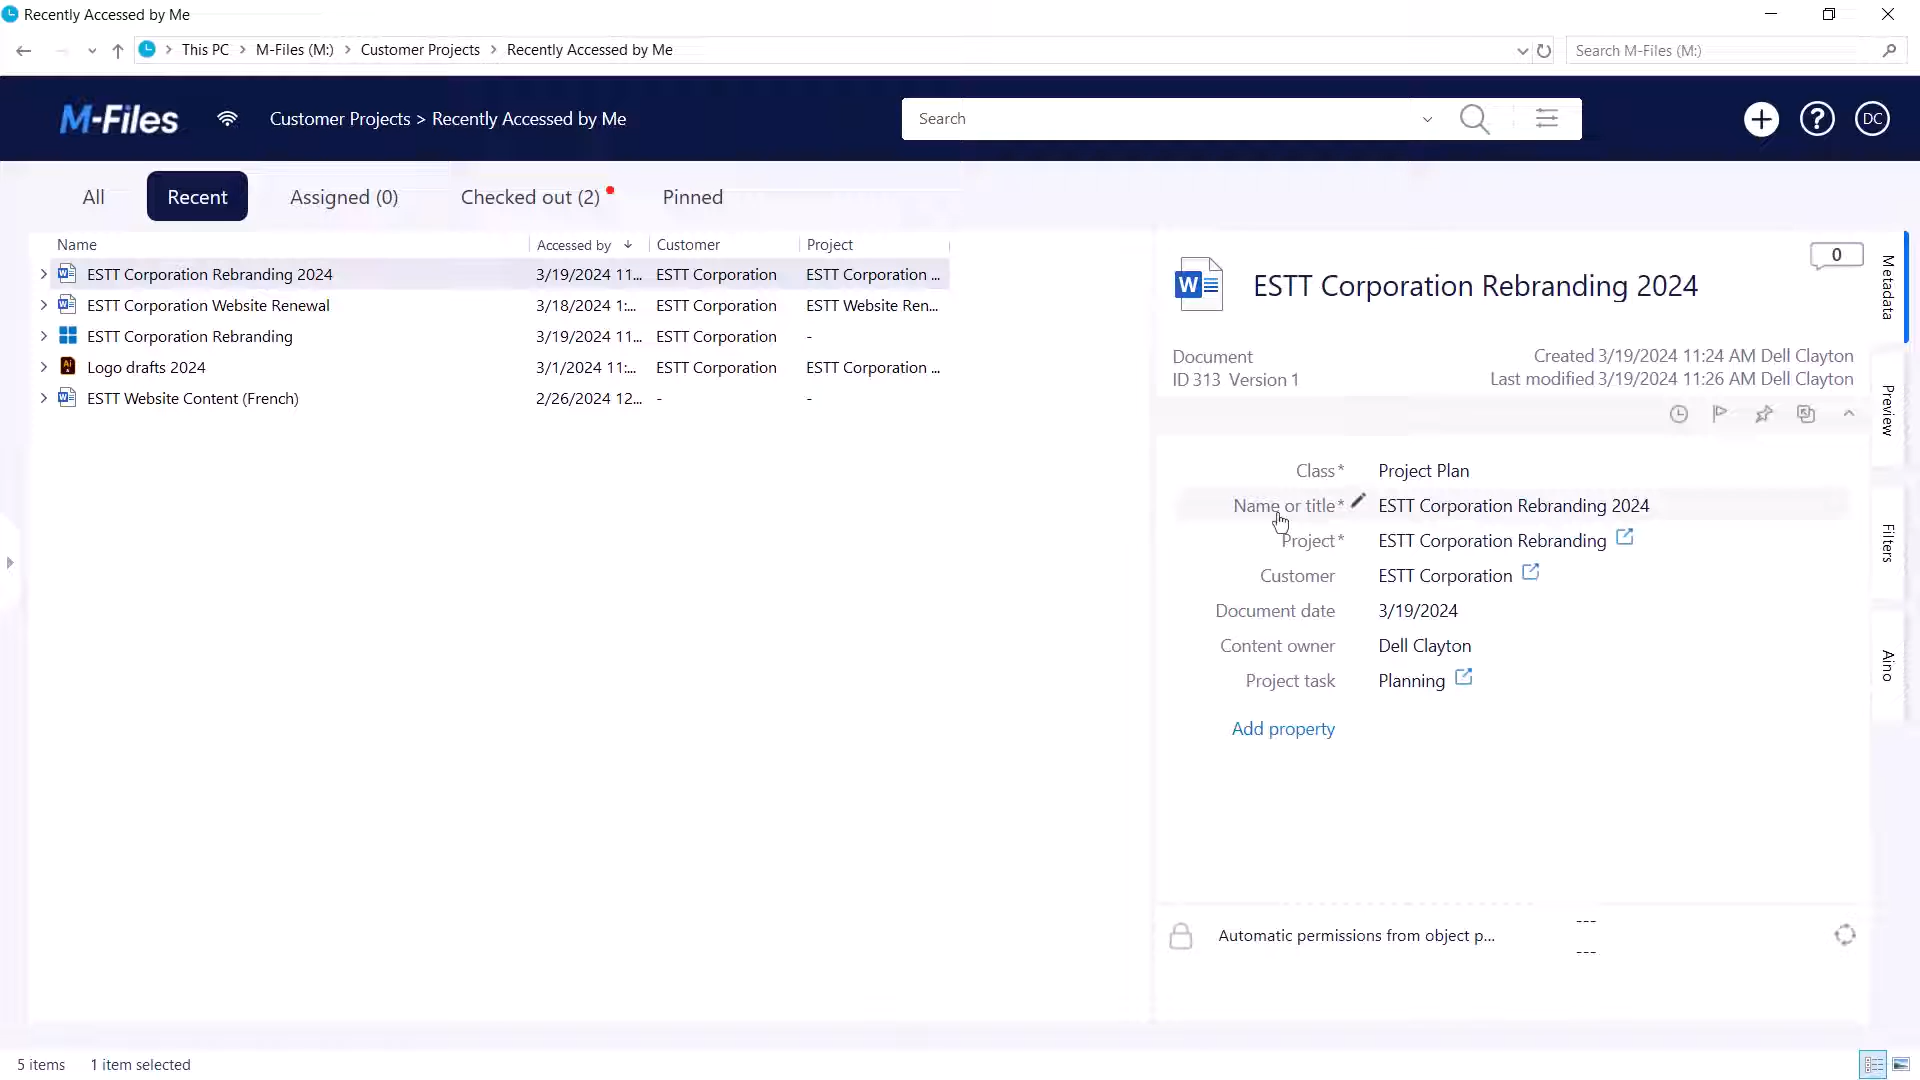 Recently Accessed by Me
This PC > M-Files (M:) > Customer Projects > Recently Accessed by Me
Search M-Files (M:)
M-Files
Customer Projects > Recently Accessed by Me
Search
DC
All
Recent
Assigned (0)
Checked out (2)
Pinned
Name Accessed by Customer Project
ESTT Corporation Rebranding 2024 3/19/2024 11... ESTT Corporation ESTT Corporation ...
ESTT Corporation Website Renewal 3/18/2024 1:... ESTT Corporation ESTT Website Ren...
ESTT Corporation Rebranding 3/19/2024 11... ESTT Corporation -
Logo drafts 2024 3/1/2024 11:... ESTT Corporation ESTT Corporation ...
ESTT Website Content (French) 2/26/2024 12... - -
0
W
ESTT Corporation Rebranding 2024
Document
ID 313 Version 1
Created 3/19/2024 11:24 AM Dell Clayton
Last modified 3/19/2024 11:26 AM Dell Clayton
Class* Project Plan
Name or title* ESTT Corporation Rebranding 2024
Project* ESTT Corporation Rebranding
Customer ESTT Corporation
Document date 3/19/2024
Content owner Dell Clayton
Project task Planning
Add property
Automatic permissions from object p...
---
---
Metadata
Preview
Filters
Aino
5 items 1 item selected